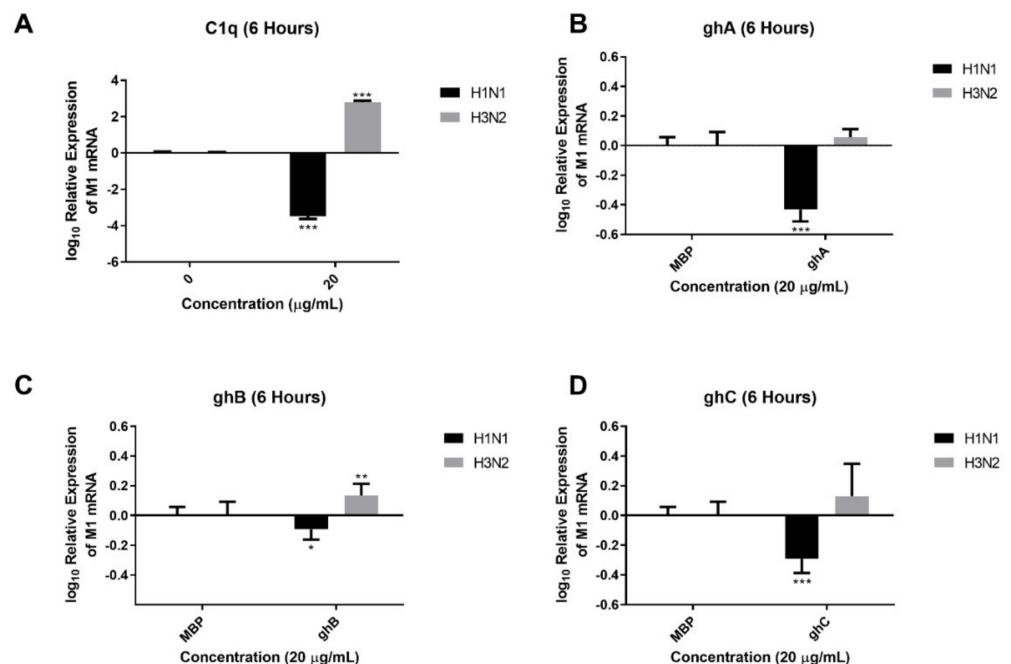 A
C1q (6 Hours)
log10 Relative Expression
of M1 mRNA
4
2
0
-2
-4
-6
***
***
0
20
Concentration (µg/mL)
H1N1
H3N2
B
ghA (6 Hours)
log10 Relative Expression
of M1 mRNA
0.6
0.4
0.2
0.0
-0.2
-0.4
-0.6
***
MBP
ghA
Concentration (20 µg/mL)
H1N1
H3N2
C
ghB (6 Hours)
log10 Relative Expression
of M1 mRNA
0.6
0.4
0.2
0.0
-0.2
-0.4
**
*
MBP
ghB
Concentration (20 µg/mL)
H1N1
H3N2
D
ghC (6 Hours)
log10 Relative Expression
of M1 mRNA
0.6
0.4
0.2
0.0
-0.2
-0.4
-0.6
***
MBP
ghC
Concentration (20 µg/mL)
H1N1
H3N2